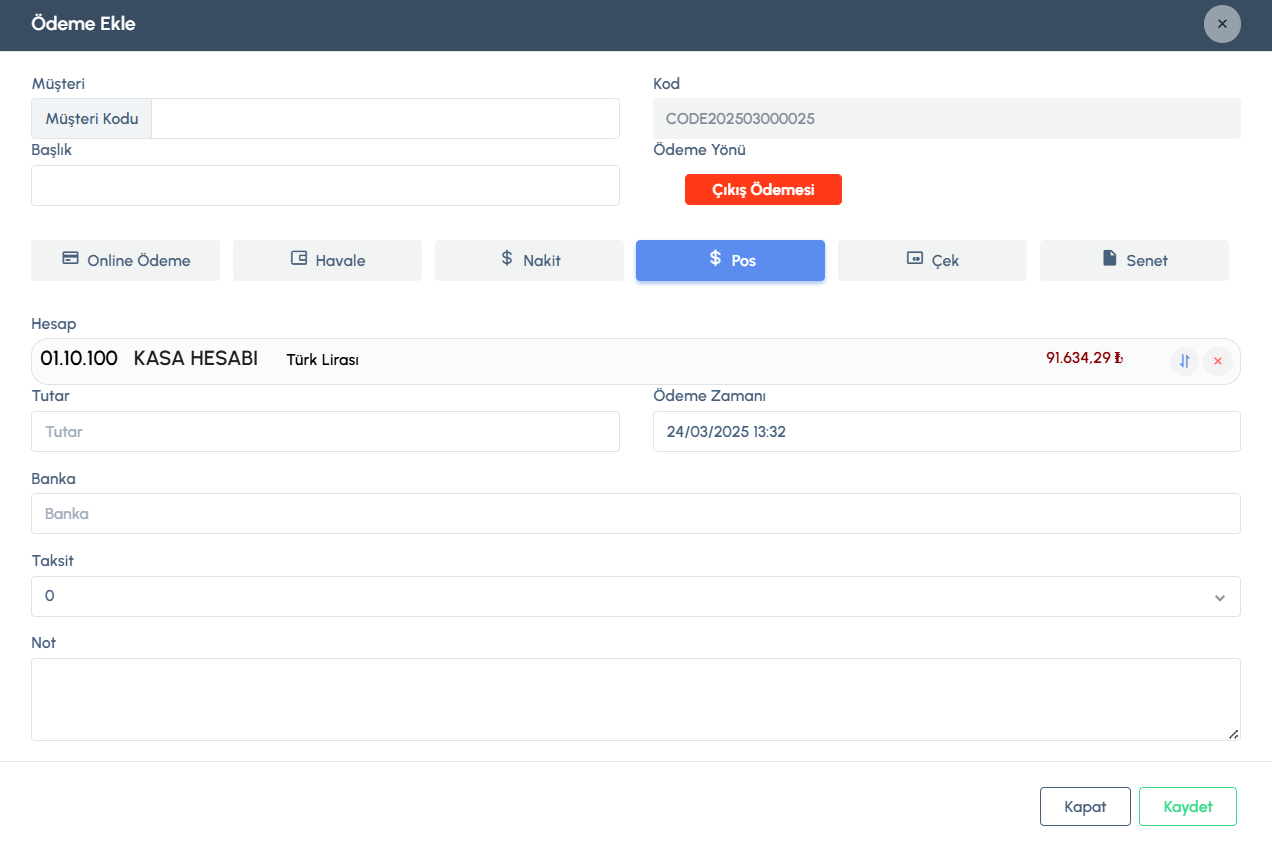 Ödeme Ekle
Müşteri
Kod
Müşteri Kodu
CODE202503000025
Başlık
Ödeme Yönü
Çıkış Ödemesi
Online Ödeme
Havale
Nakit
Pos
Çek
Senet
Hesap
01.10.100 KASA HESABI Türk Lirası 91.634,29 ₺
Tutar
Ödeme Zamanı
Tutar
24/03/2025 13:32
Banka
Banka
Taksit
0
Not
Kapat
Kaydet